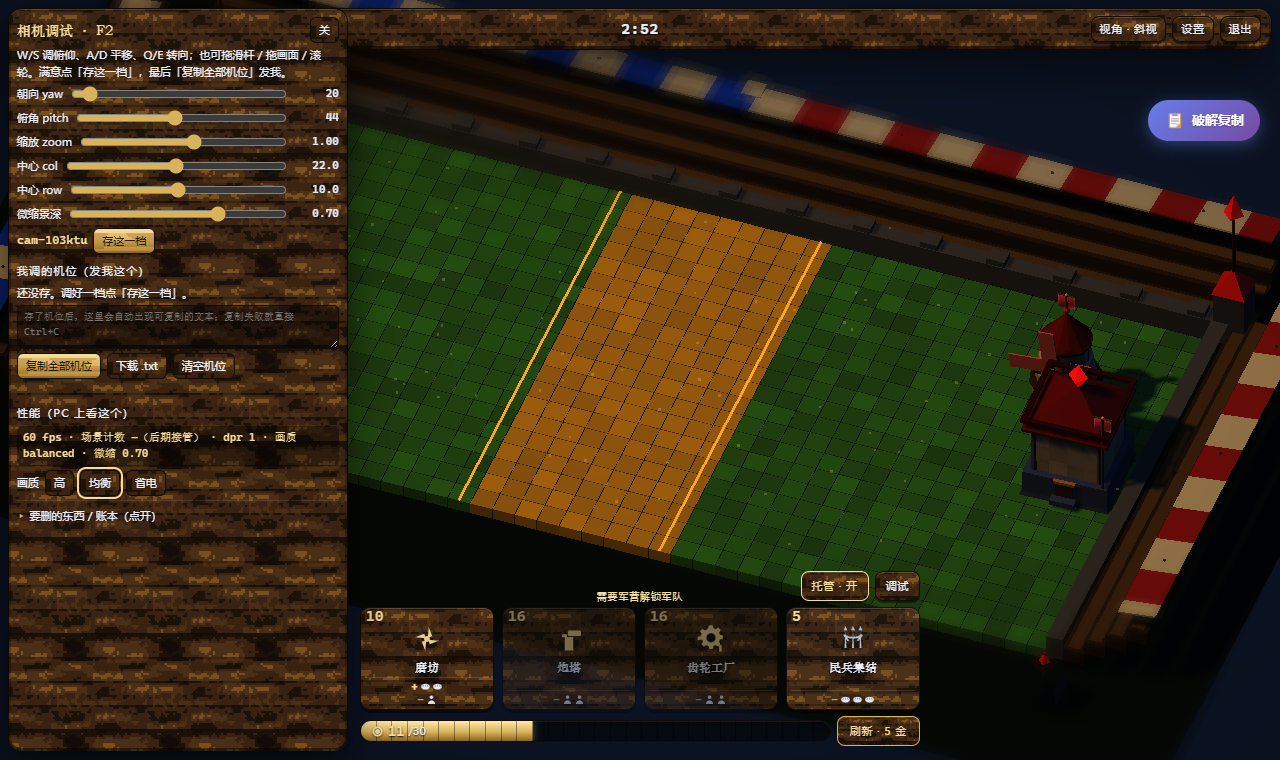 相机调试 · F2
关
W/S 调俯仰、A/D 平移、Q/E 转向；也可拖滑杆 / 拖画面 / 滚
轮。满意点「存这一档」，最后「复制全部机位」发我。
朝向 yaw 20
俯角 pitch 44
缩放 zoom 1.00
中心 col 22.0
中心 row 10.0
微缩景深 0.70
cam-103ktu 存这一档
我调的机位（发我这个）
还没存。调好一档点「存这一档」。
存了机位后，这里会自动出现可复制的文本；复制失败就直接
Ctrl+C
复制全部机位 下载 .txt 清空机位
性能（PC 上看这个）
60 fps · 场景计数 —（后期接管） · dpr 1 · 画质
balanced · 微缩 0.70
画质 高 均衡 省电
▸ 要删的东西 / 账本（点开）
2:52
视角 · 斜视 设置 退出
破解复制
托管 · 开 调试
需要军营解锁军队
10 磨坊
16 炮塔
16 齿轮工厂
5 民兵集结
11 /30
刷新 · 5 金